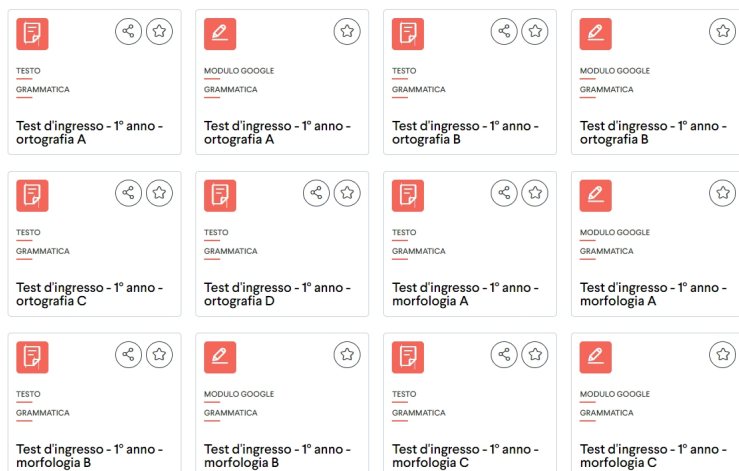 TESTO
GRAMMATICA
Test d'ingresso - 1° anno -
ortografia A
MODULO GOOGLE
GRAMMATICA
Test d'ingresso - 1° anno -
ortografia A
TESTO
GRAMMATICA
Test d'ingresso - 1° anno -
ortografia B
MODULO GOOGLE
GRAMMATICA
Test d'ingresso - 1° anno -
ortografia B
TESTO
GRAMMATICA
Test d'ingresso - 1° anno -
ortografia C
TESTO
GRAMMATICA
Test d'ingresso - 1° anno -
ortografia D
TESTO
GRAMMATICA
Test d'ingresso - 1° anno -
morfologia A
MODULO GOOGLE
GRAMMATICA
Test d'ingresso - 1° anno -
morfologia A
TESTO
GRAMMATICA
Test d'ingresso - 1° anno -
morfologia B
MODULO GOOGLE
GRAMMATICA
Test d'ingresso - 1° anno -
morfologia B
TESTO
GRAMMATICA
Test d'ingresso - 1° anno -
morfologia C
MODULO GOOGLE
GRAMMATICA
Test d'ingresso - 1° anno -
morfologia C